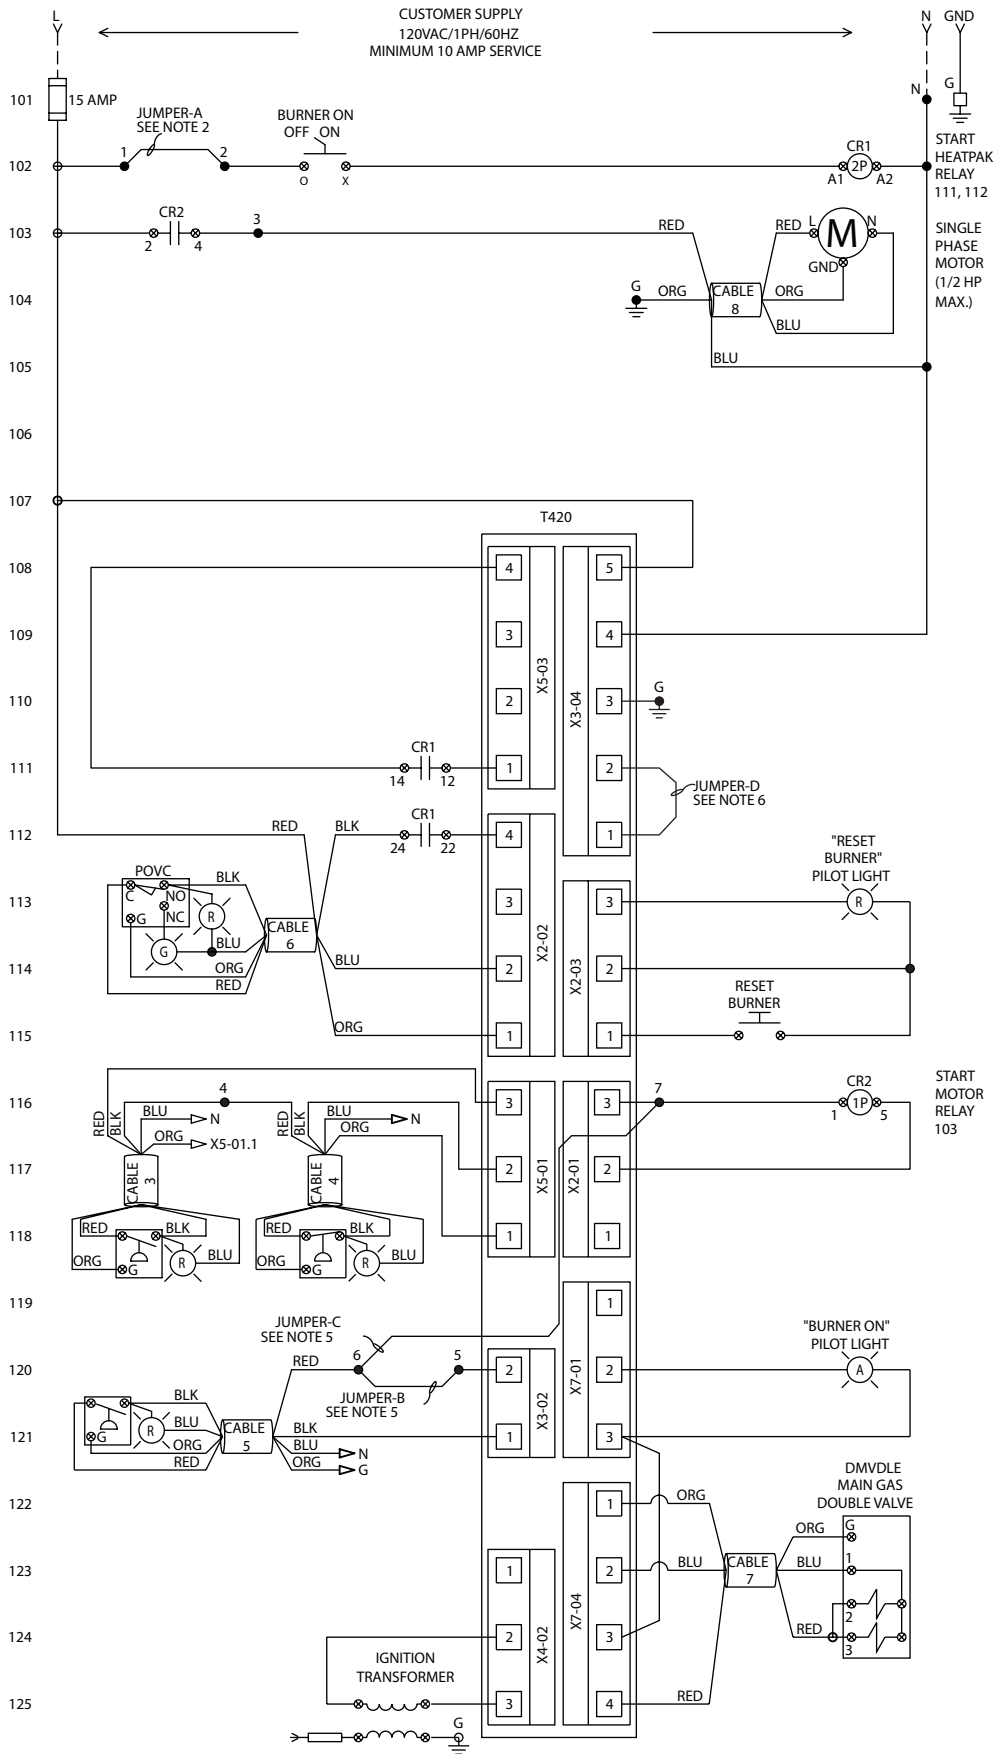 L
CUSTOMER SUPPLY
120VAC/1PH/60HZ
MINIMUM 10 AMP SERVICE
N GND
101
15 AMP
N
G
JUMPER-A
SEE NOTE 2
BURNER ON
OFF ON
102
1
2
O
X
CR1
2P
A1
A2
START
HEATPAK
RELAY
111, 112
103
CR2
2
4
3
RED
RED
L
M
N
GND
SINGLE
PHASE
MOTOR
(1/2 HP
MAX.)
104
G
ORG
CABLE
8
ORG
BLU
105
BLU
106
107
T420
108
4
5
109
3
4
X5-03
X3-04
110
2
3
G
111
CR1
14
12
1
2
JUMPER-D
SEE NOTE 6
112
RED
BLK
CR1
24
22
4
1
"RESET
BURNER"
PILOT LIGHT
113
POVC
C
NO
NC
G
R
G
BLK
BLU
ORG
RED
CABLE
6
3
X2-02
3
X2-03
R
114
BLU
2
2
115
ORG
1
1
RESET
BURNER
116
RED
BLK
BLU
N
ORG
X5-01.1
4
RED
BLK
BLU
N
ORG
3
3
7
CR2
1P
1
5
START
MOTOR
RELAY
103
117
CABLE
3
CABLE
4
2
X5-01
X2-01
2
118
RED
BLK
ORG
G
R
BLU
RED
BLK
ORG
G
R
BLU
1
1
119
1
JUMPER-C
SEE NOTE 5
120
RED
6
5
JUMPER-B
SEE NOTE 5
2
X3-02
X7-01
2
"BURNER ON"
PILOT LIGHT
A
121
G
R
BLK
BLU
ORG
RED
CABLE
5
BLK
BLU
N
ORG
G
1
3
122
1
ORG
DMVDLE
MAIN GAS
DOUBLE VALVE
123
1
X7-04
2
BLU
CABLE
7
ORG
G
BLU
1
2
124
2
X4-02
3
RED
3
IGNITION
TRANSFORMER
125
3
4
RED
G